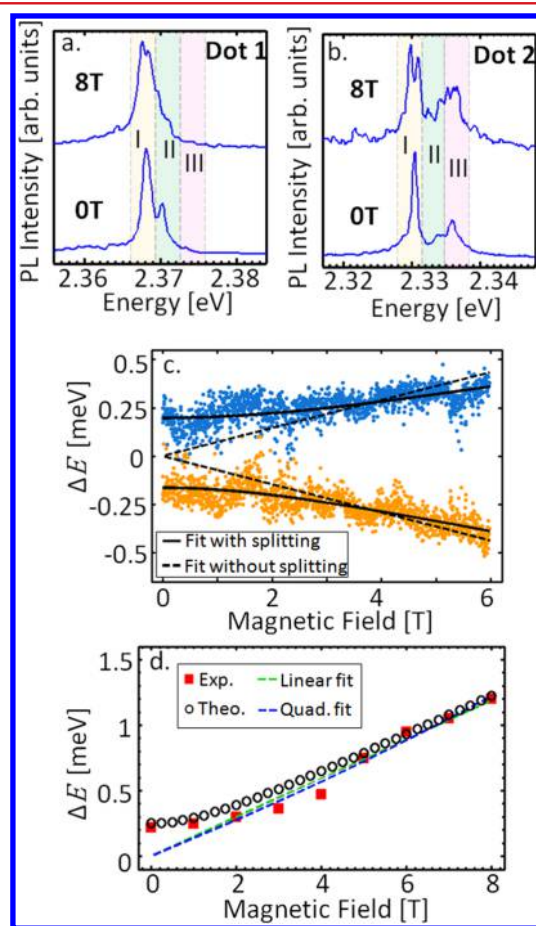 a.
Dot 1
8T
I
II
III
0T
PL Intensity [arb. units]
2.36
2.37
2.38
Energy [eV]
b.
Dot 2
8T
I
II
III
0T
PL Intensity [arb. units]
2.32
2.33
2.34
Energy [eV]
c.
0.5
0.25
0
-0.25
-0.5
ΔE [meV]
Fit with splitting
Fit without splitting
0
2
4
6
Magnetic Field [T]
d.
1.5
1
0.5
0
ΔE [meV]
Exp.
Linear fit
Theo.
Quad. fit
0
2
4
6
8
Magnetic Field [T]